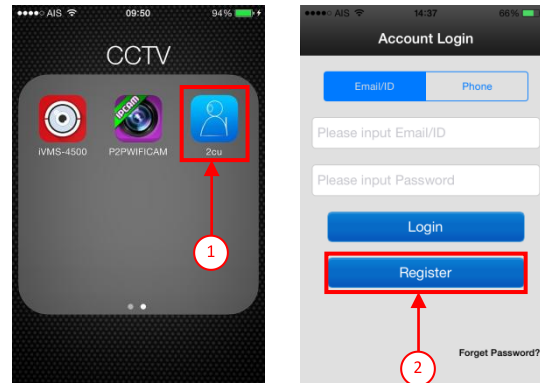 AIS 09:50 94%
CCTV
IPCAM
iVMS-4500 P2PWIFICAM 2cu
1
AIS 14:37 66%
Account Login
Email/ID Phone
Please input Email/ID
Please input Password
Login
Register
Forget Password?
2